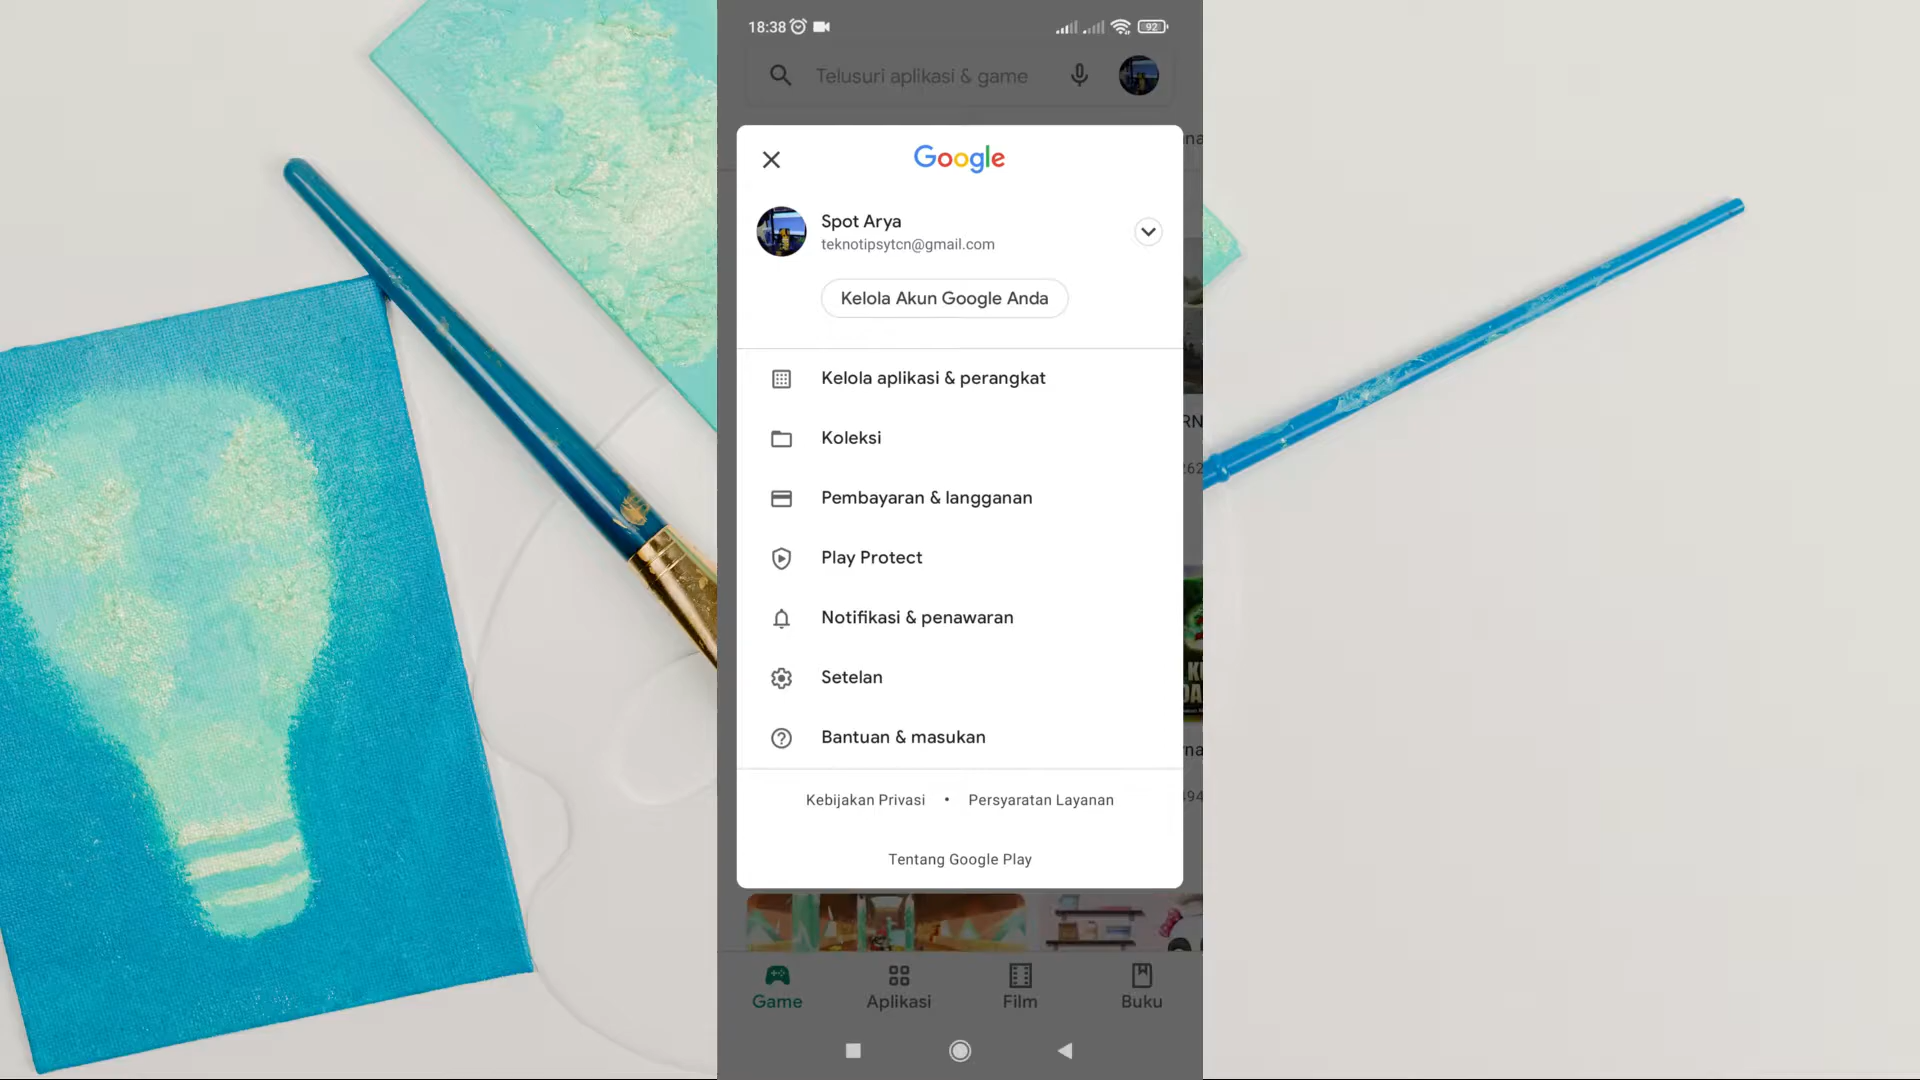 18:38
92
Telusuri aplikasi & game
Google
Spot Arya
teknotipsytcn@gmail.com
Kelola Akun Google Anda
Kelola aplikasi & perangkat
Koleksi
Pembayaran & langganan
Play Protect
Notifikasi & penawaran
Setelan
Bantuan & masukan
Kebijakan Privasi • Persyaratan Layanan
Tentang Google Play
Game
Aplikasi
Film
Buku